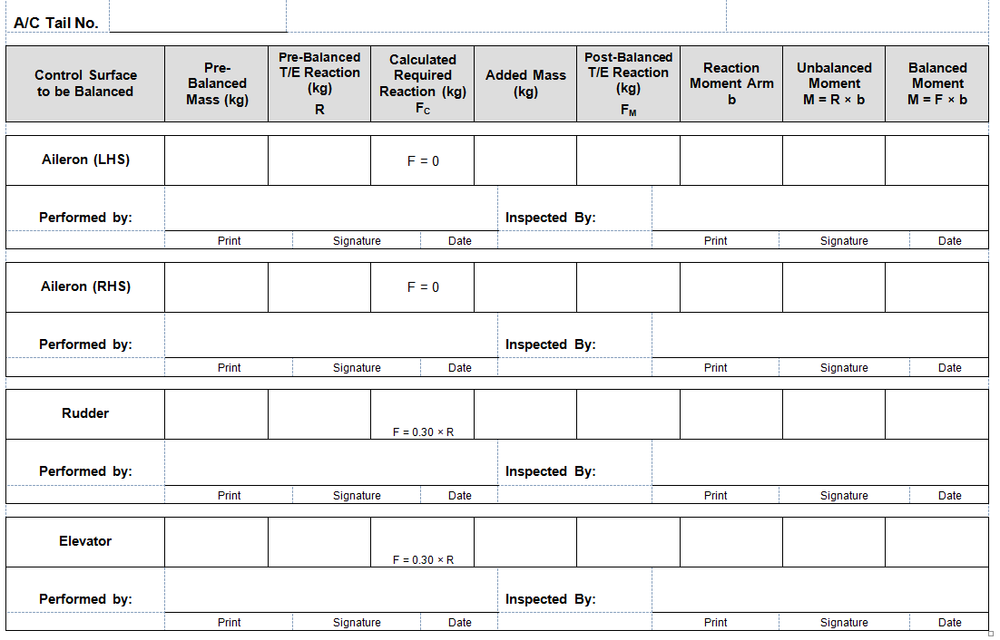 A/C Tail No.
Control Surface
to be Balanced
Pre-
Balanced
Mass (kg)
Pre-Balanced
T/E Reaction
(kg)
R
Calculated
Required
Reaction (kg)
FC
Added Mass
(kg)
Post-Balanced
T/E Reaction
(kg)
FM
Reaction
Moment Arm
b
Unbalanced
Moment
M = R × b
Balanced
Moment
M = F × b
Aileron (LHS)
F = 0
Performed by:
Inspected By:
Print Signature Date Print Signature Date
Aileron (RHS)
F = 0
Performed by:
Inspected By:
Print Signature Date Print Signature Date
Rudder
F = 0.30 × R
Performed by:
Inspected By:
Print Signature Date Print Signature Date
Elevator
F = 0.30 × R
Performed by:
Inspected By:
Print Signature Date Print Signature Date